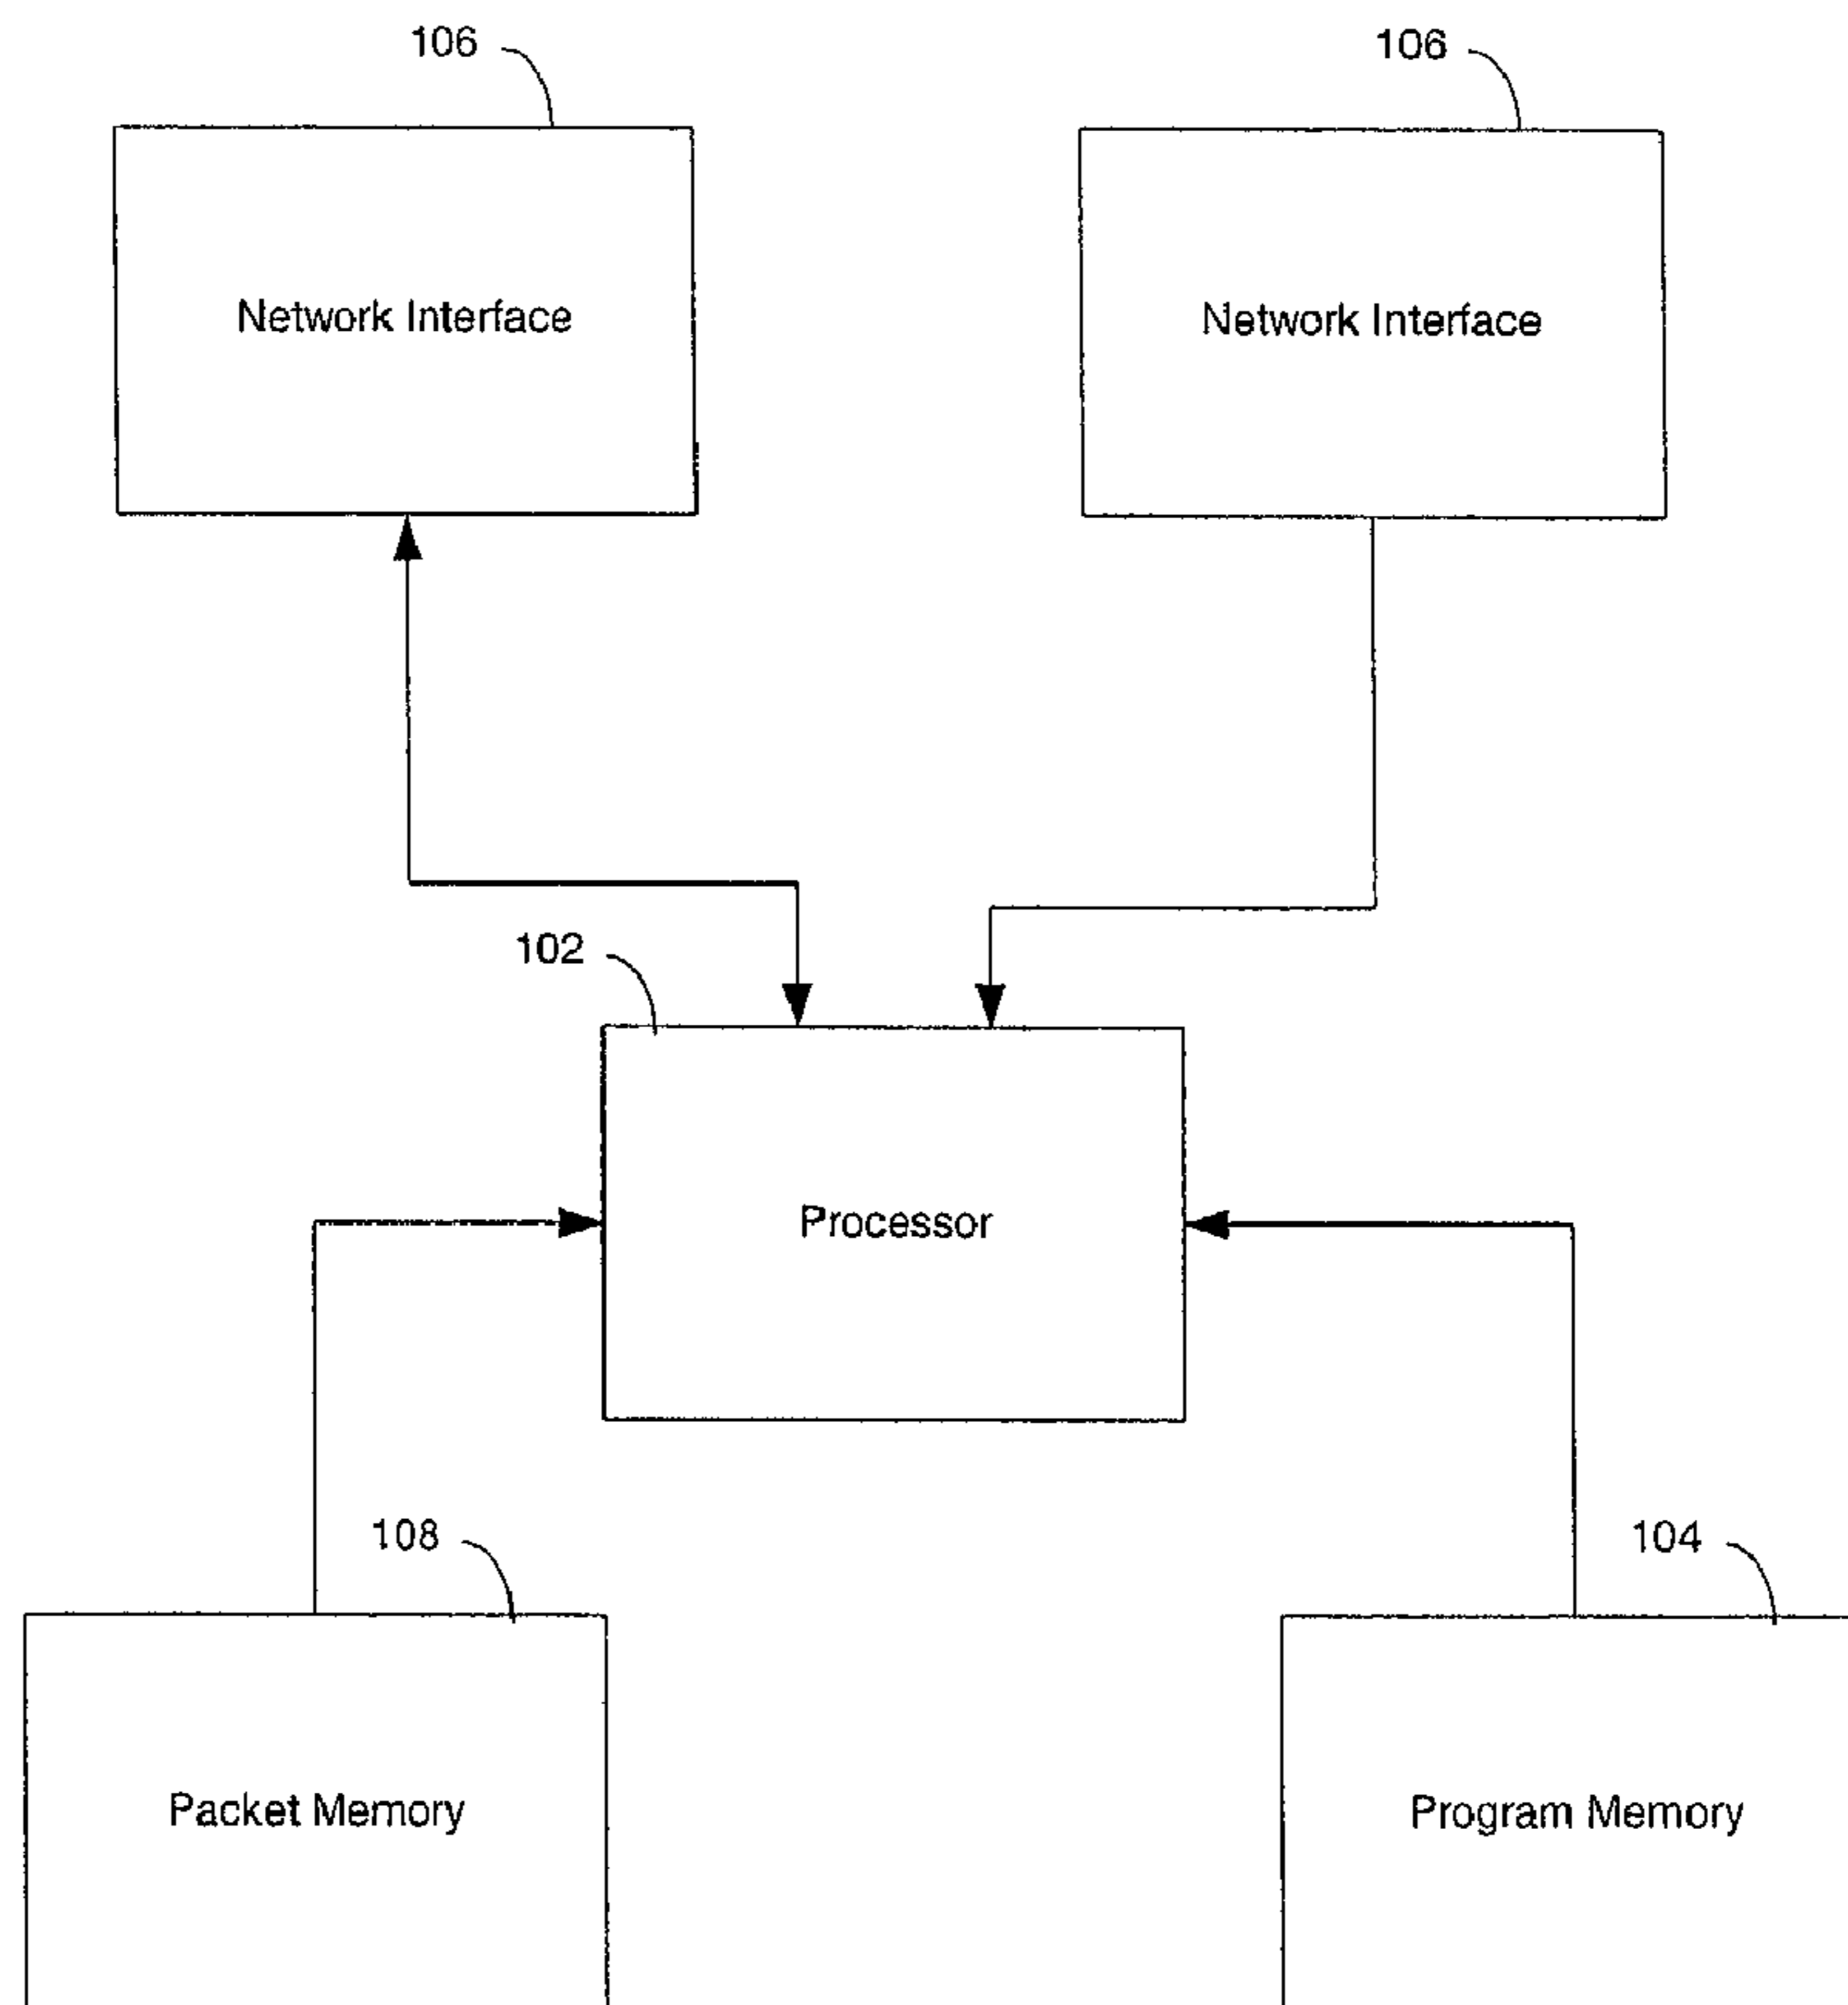 106
106
Network Interface
Network Interface
102
Processor
108
104
Packet Memory
Program Memory